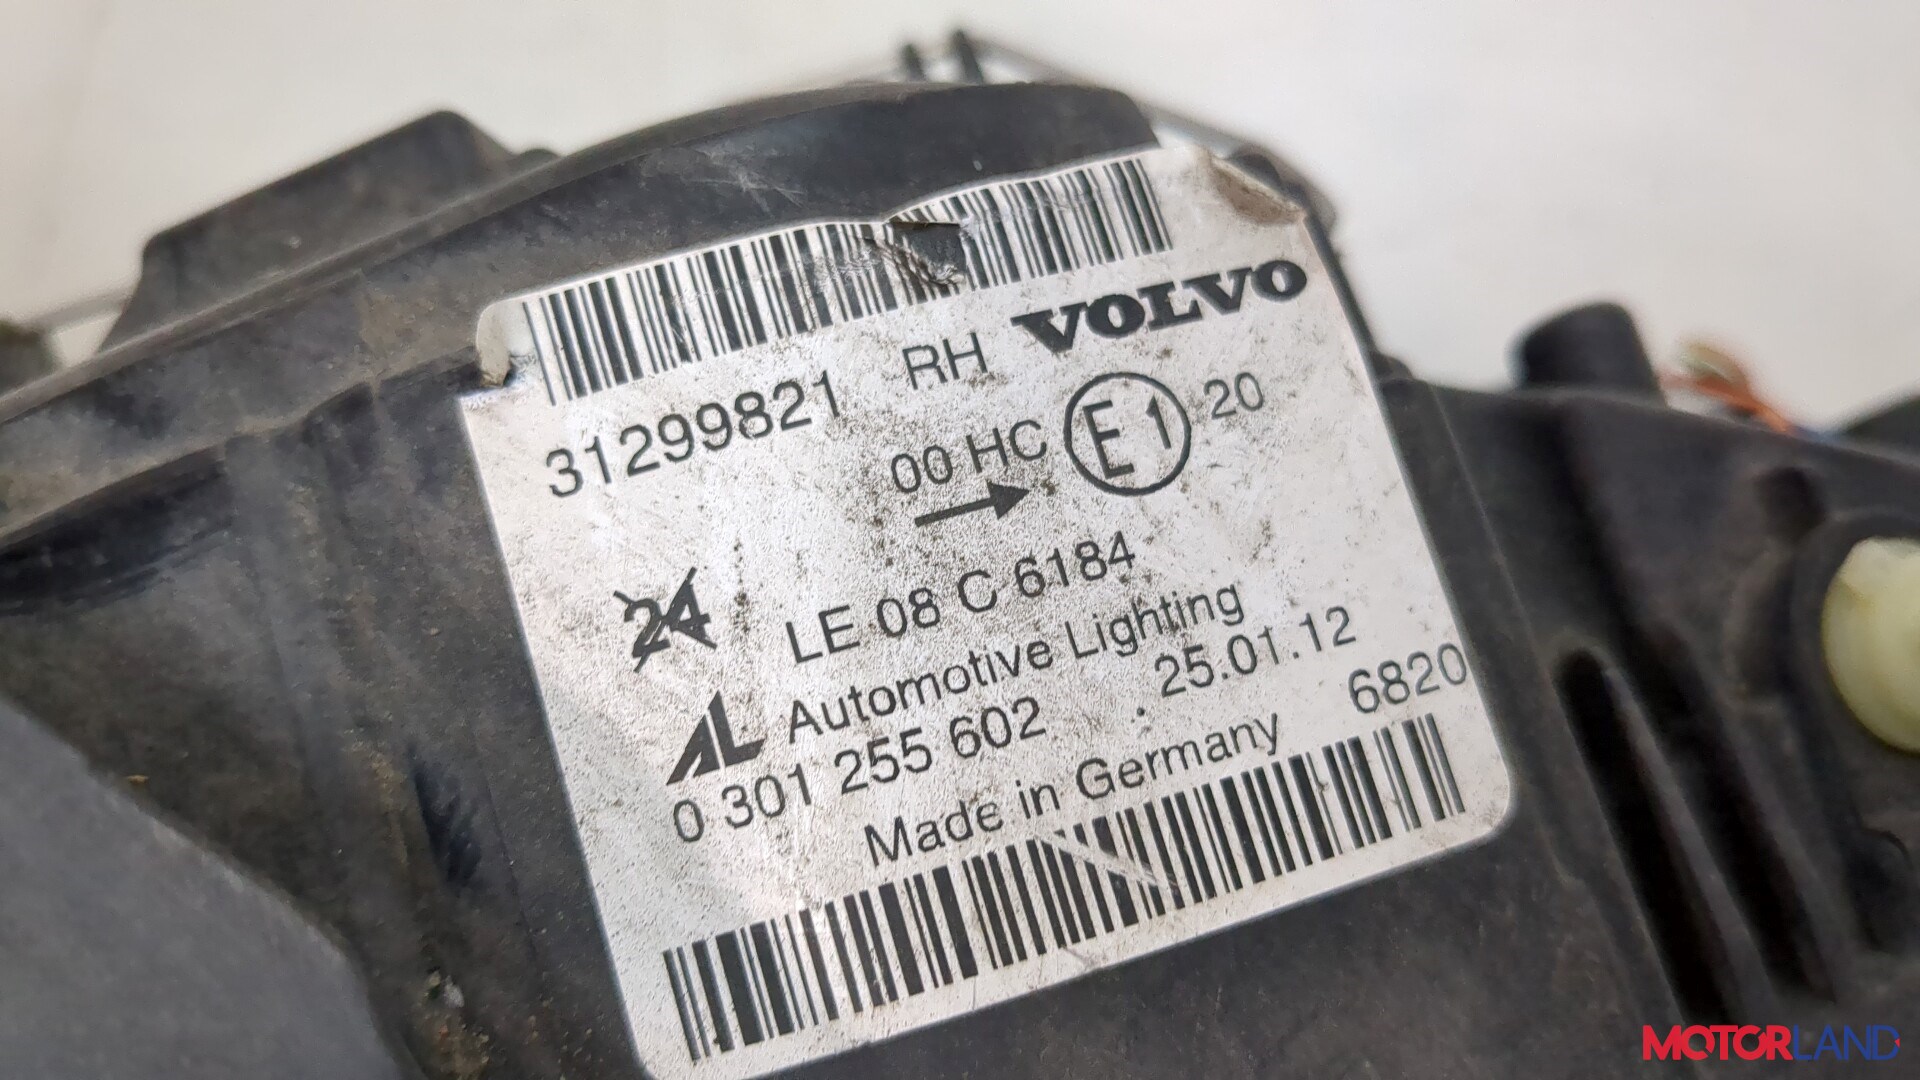 31299821 RH VOLVO
00 HC E1 20
24 LE 08 C 6184
AL Automotive Lighting
0 301 255 602 25.01.12
Made in Germany 6820
MOTORLAND